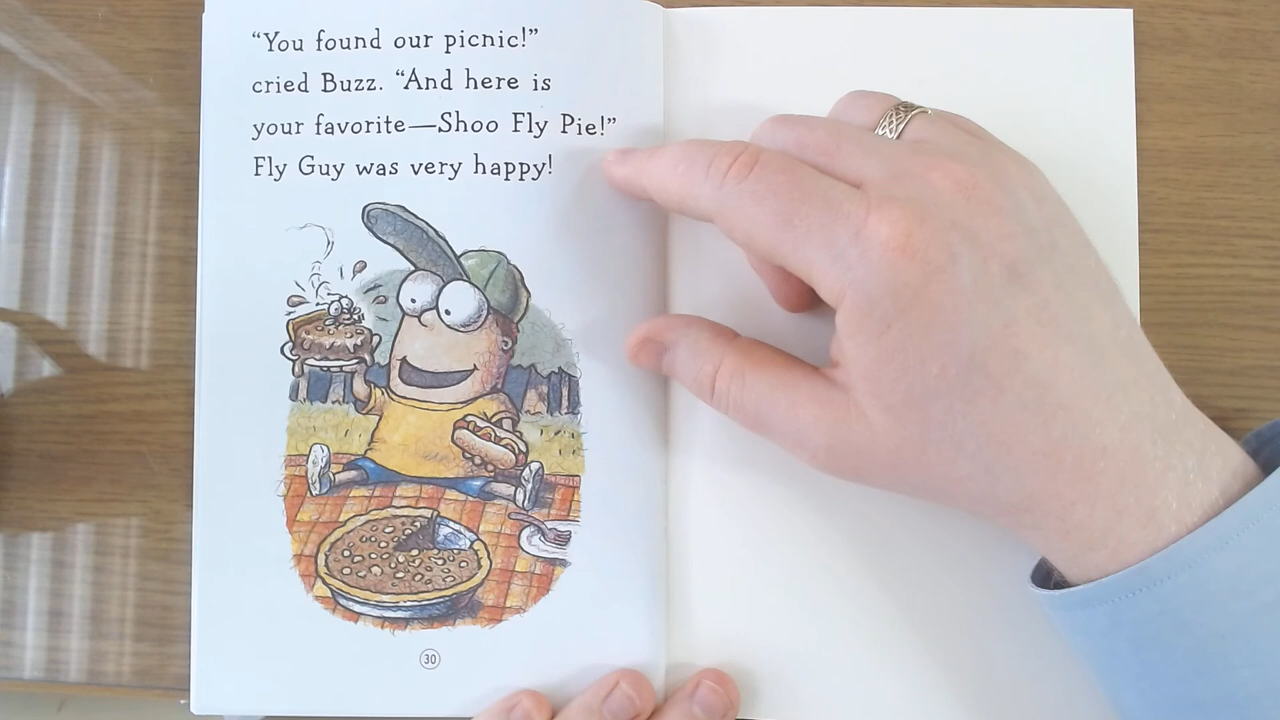 “You found our picnic!”
cried Buzz. “And here is
your favorite—Shoo Fly Pie!”
Fly Guy was very happy!
30